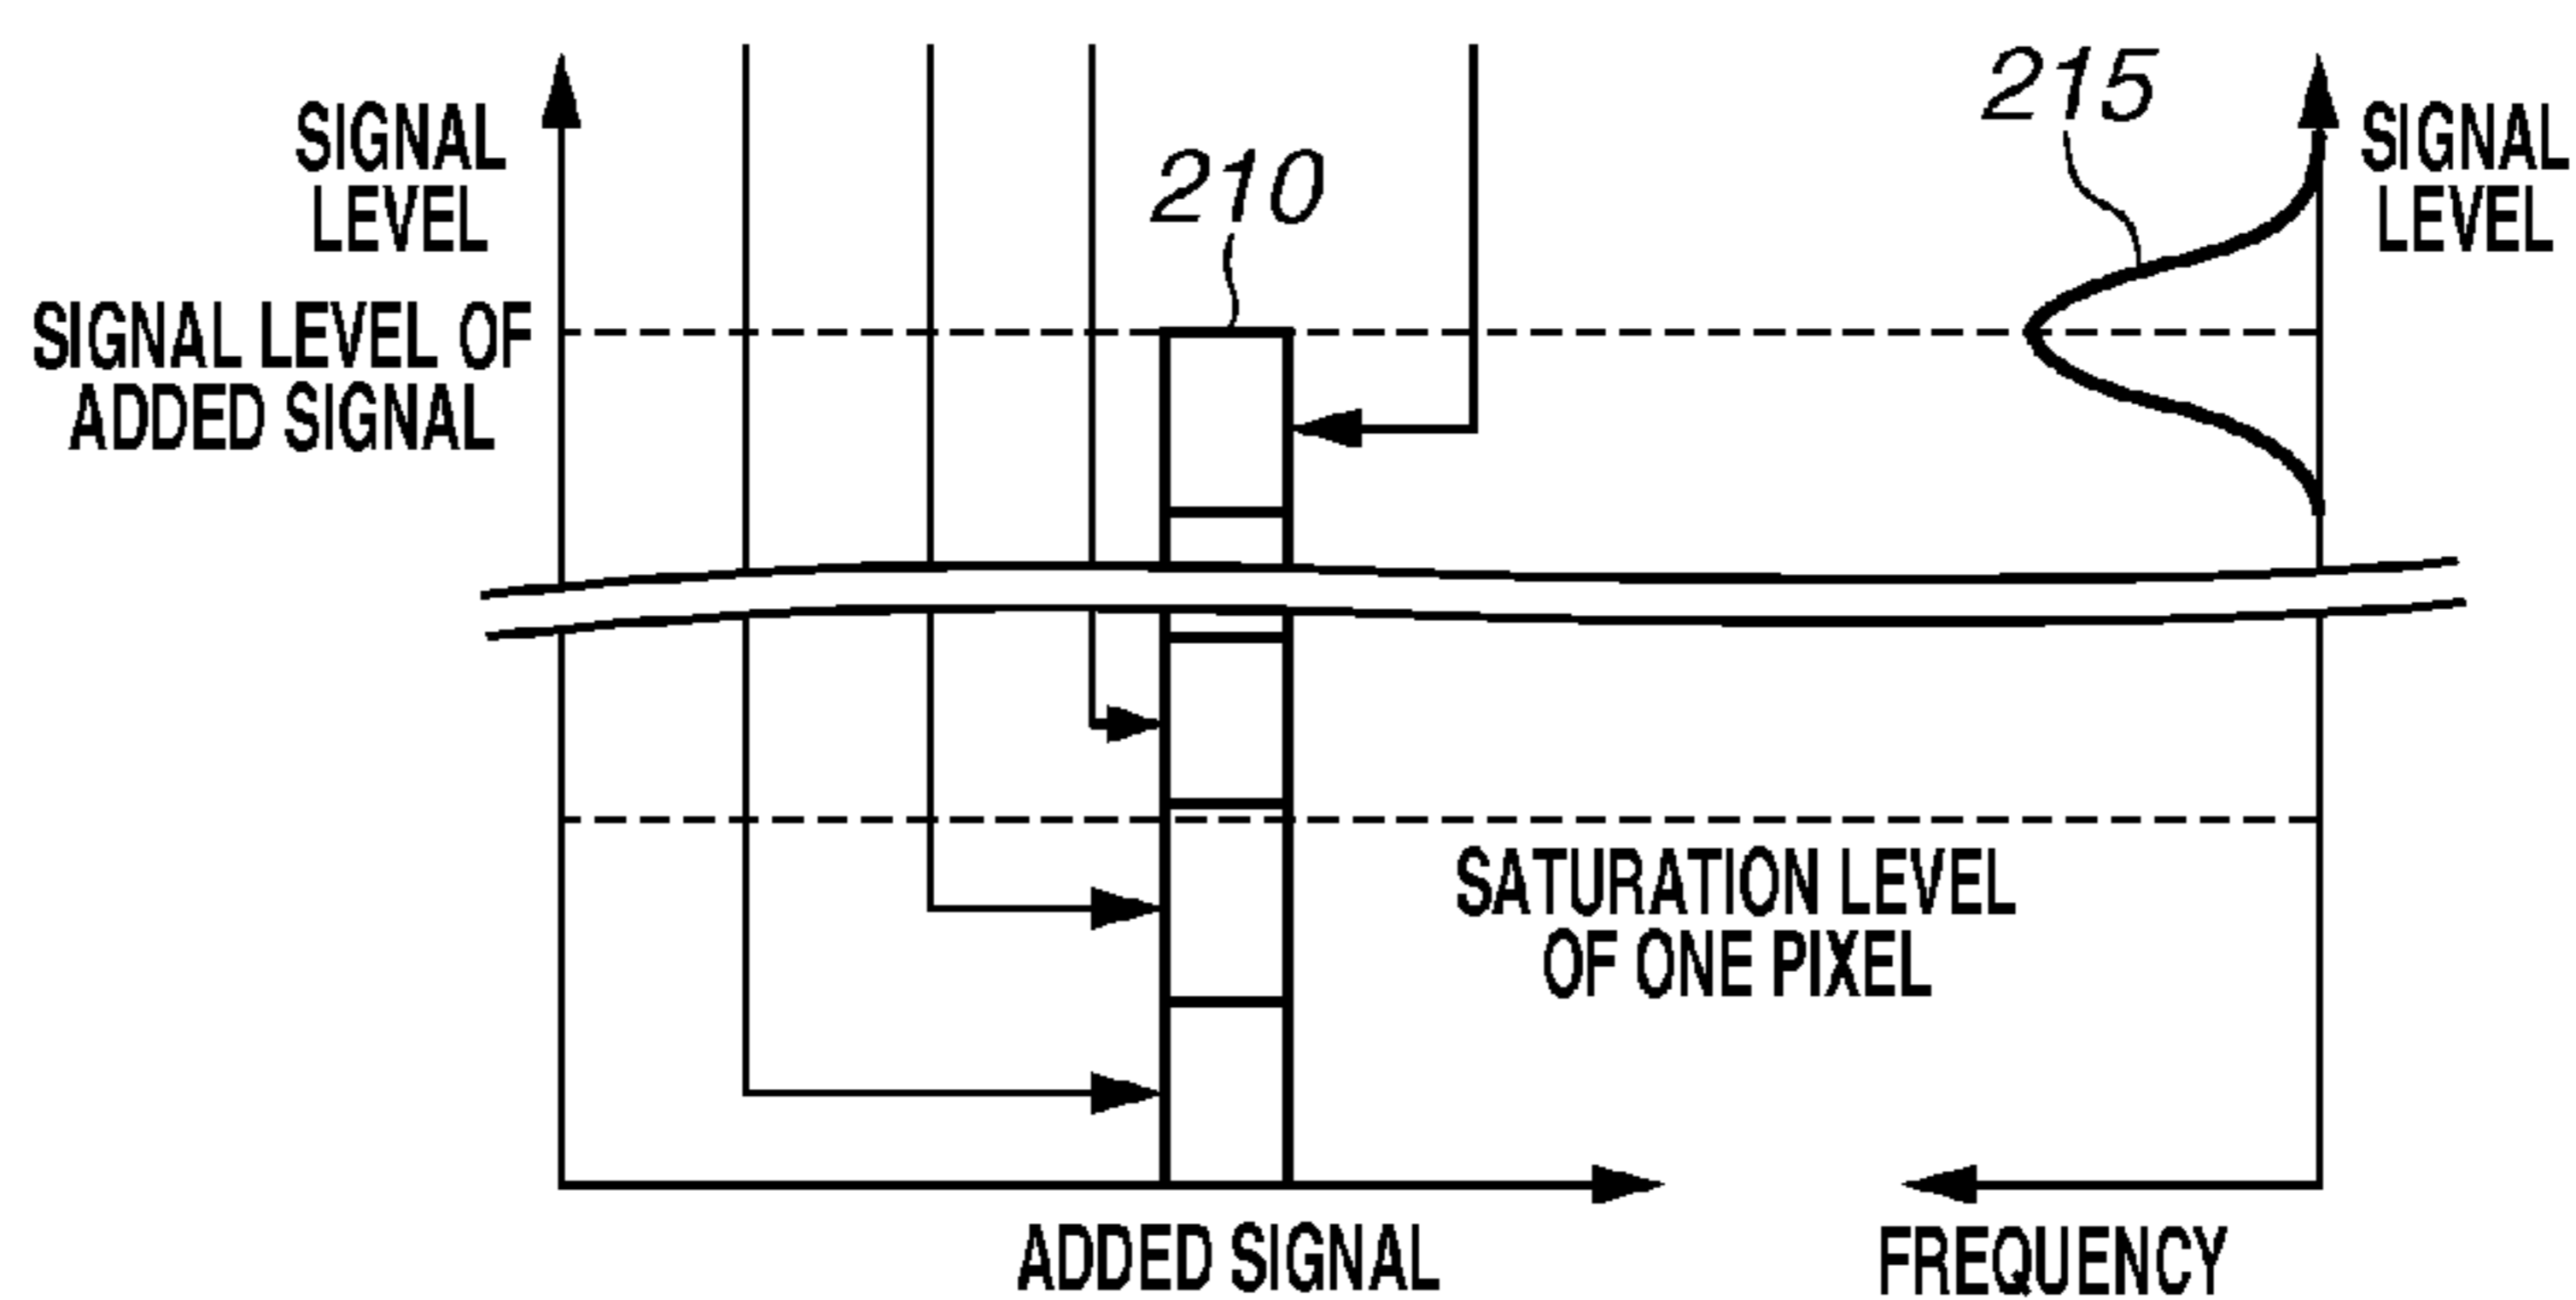 215
SIGNAL
LEVEL
SIGNAL
LEVEL
210
SIGNAL LEVEL OF
ADDED SIGNAL
SATURATION LEVEL
OF ONE PIXEL
ADDED SIGNAL
FREQUENCY